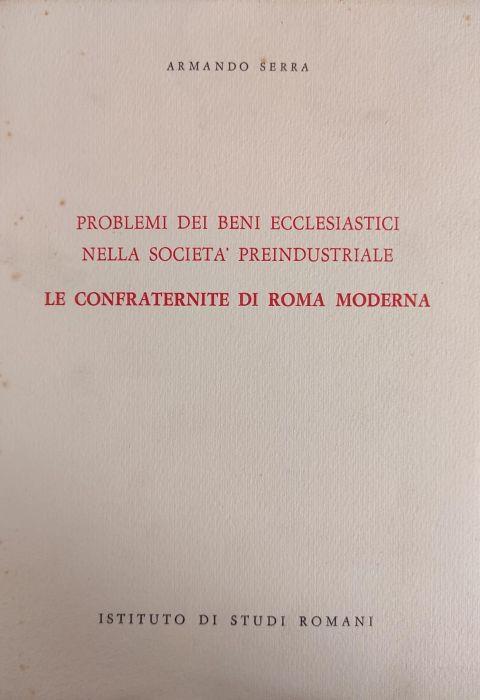 ARMANDO SERRA
PROBLEMI DEI BENI ECCLESIASTICI
NELLA SOCIETA' PREINDUSTRIALE
LE CONFRATERNITE DI ROMA MODERNA
ISTITUTO DI STUDI ROMANI